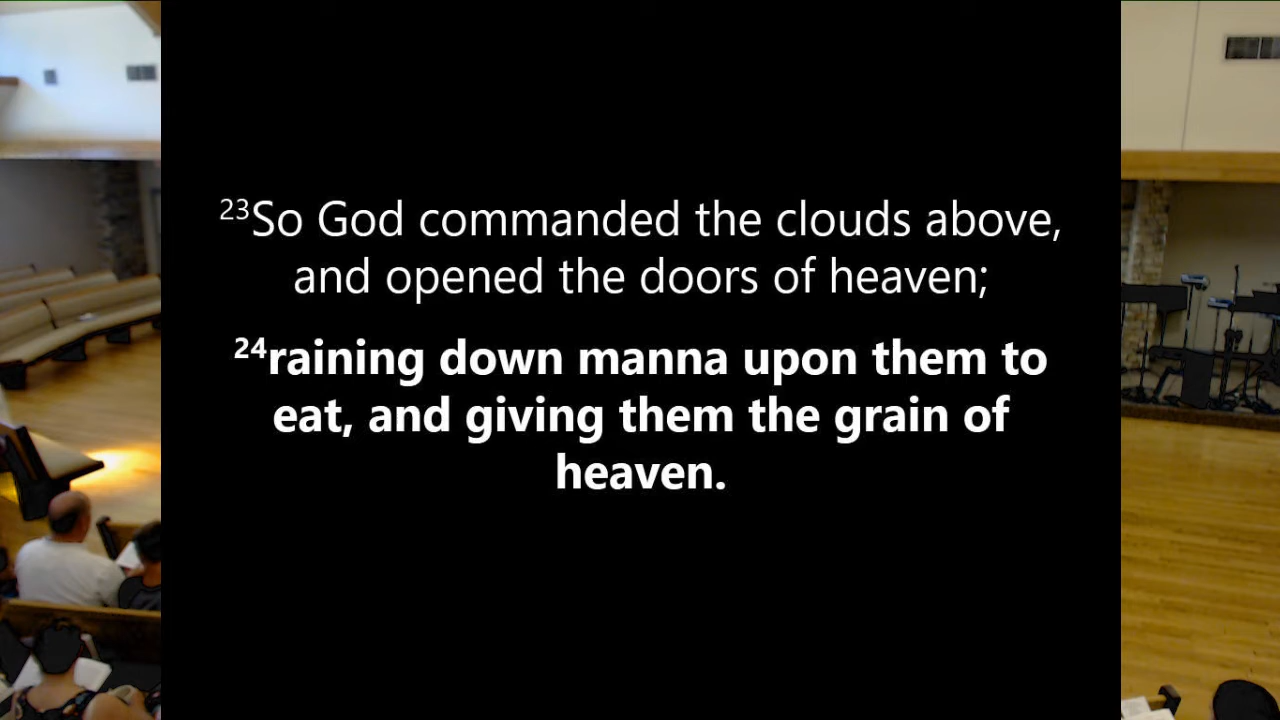 23So God commanded the clouds above,
and opened the doors of heaven;
24raining down manna upon them to
eat, and giving them the grain of
heaven.